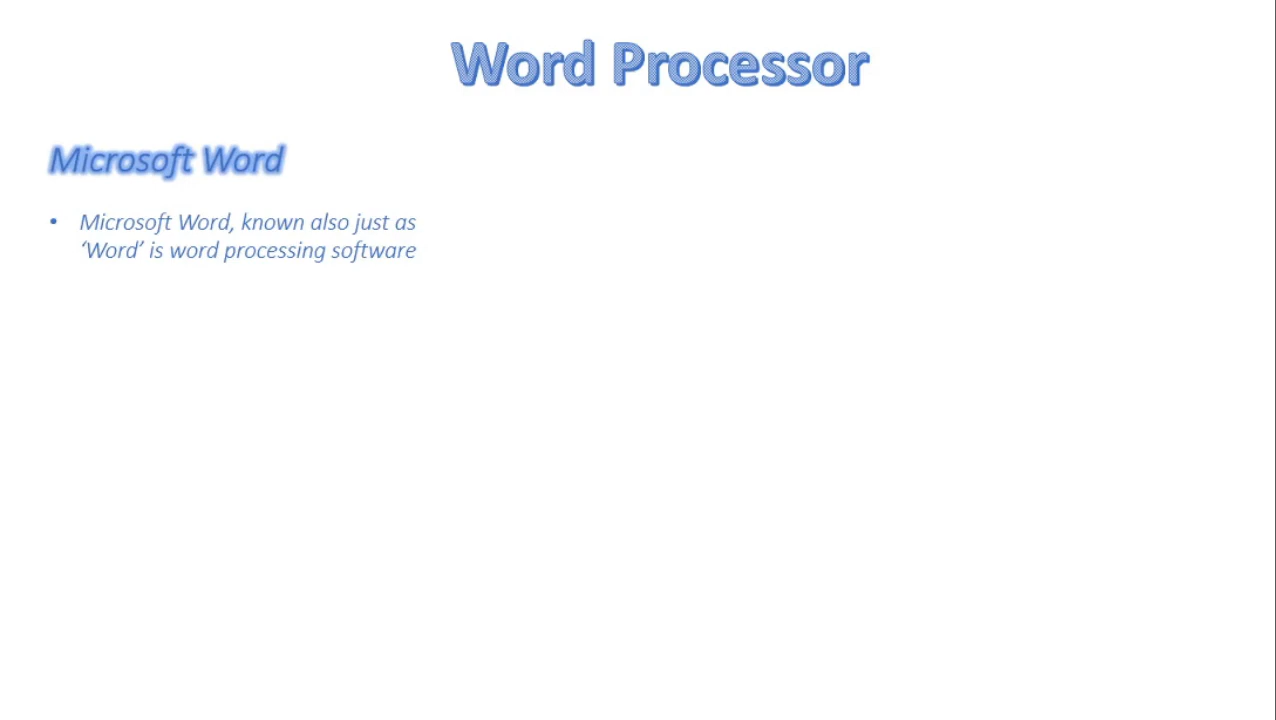 Word Processor
Microsoft Word
• Microsoft Word, known also just as
‘Word’ is word processing software